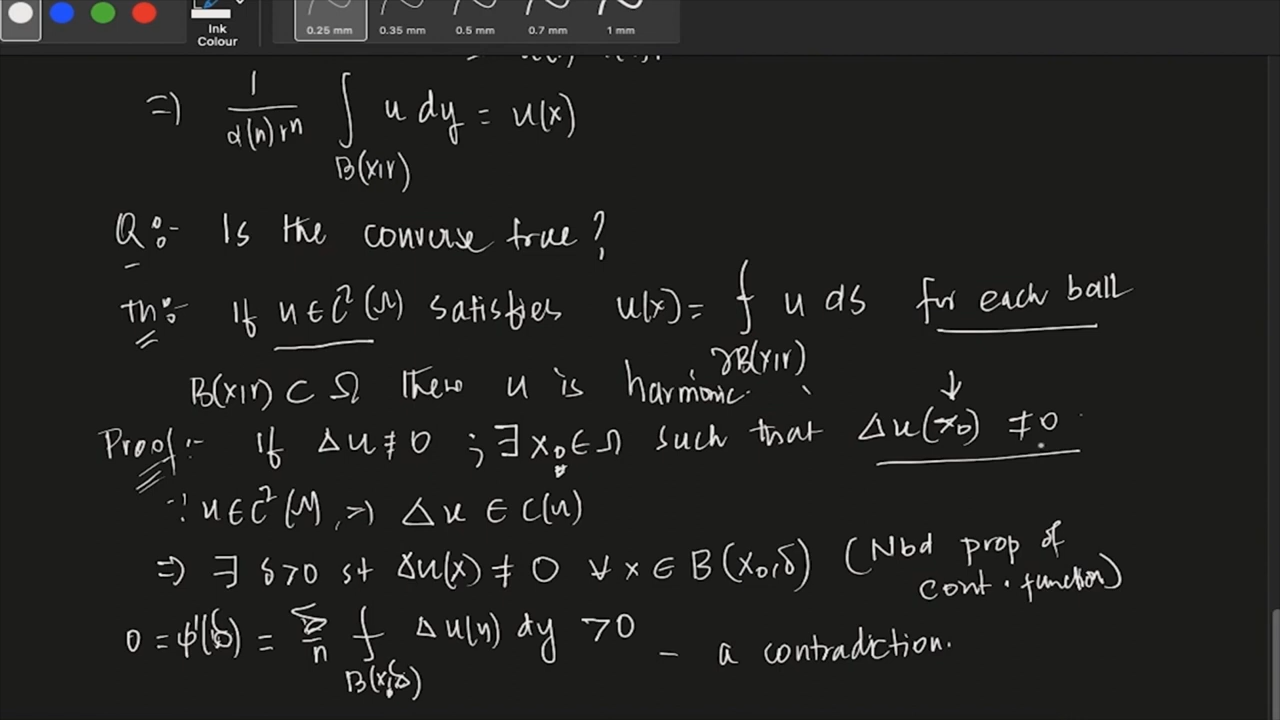 Ink
Colour
0.25 mm 0.35 mm 0.5 mm 0.7 mm 1 mm
=) 1/α(n)rⁿ ∫_B(x,r) u dy = u(x)
Q:- Is the converse true?
Th:- If u ∈ C²(Ω) satisfies u(x) = ⨍_∂B(x,r) u ds for each ball
B(x,r) ⊂ Ω then u is harmonic.
Proof:- If Δu ≠ 0 ; ∃ x₀ ∈ Ω such that Δu(x₀) ≠ 0
∵ u ∈ C²(Ω), =) Δu ∈ C(Ω)
=) ∃ δ>0 st Δu(x) ≠ 0 ∀ x ∈ B(x₀,δ) (Nbd prop of
cont. function)
0 = φ'(δ) = δ/n ⨍_B(x,δ) Δu(y) dy >0 — a contradiction.